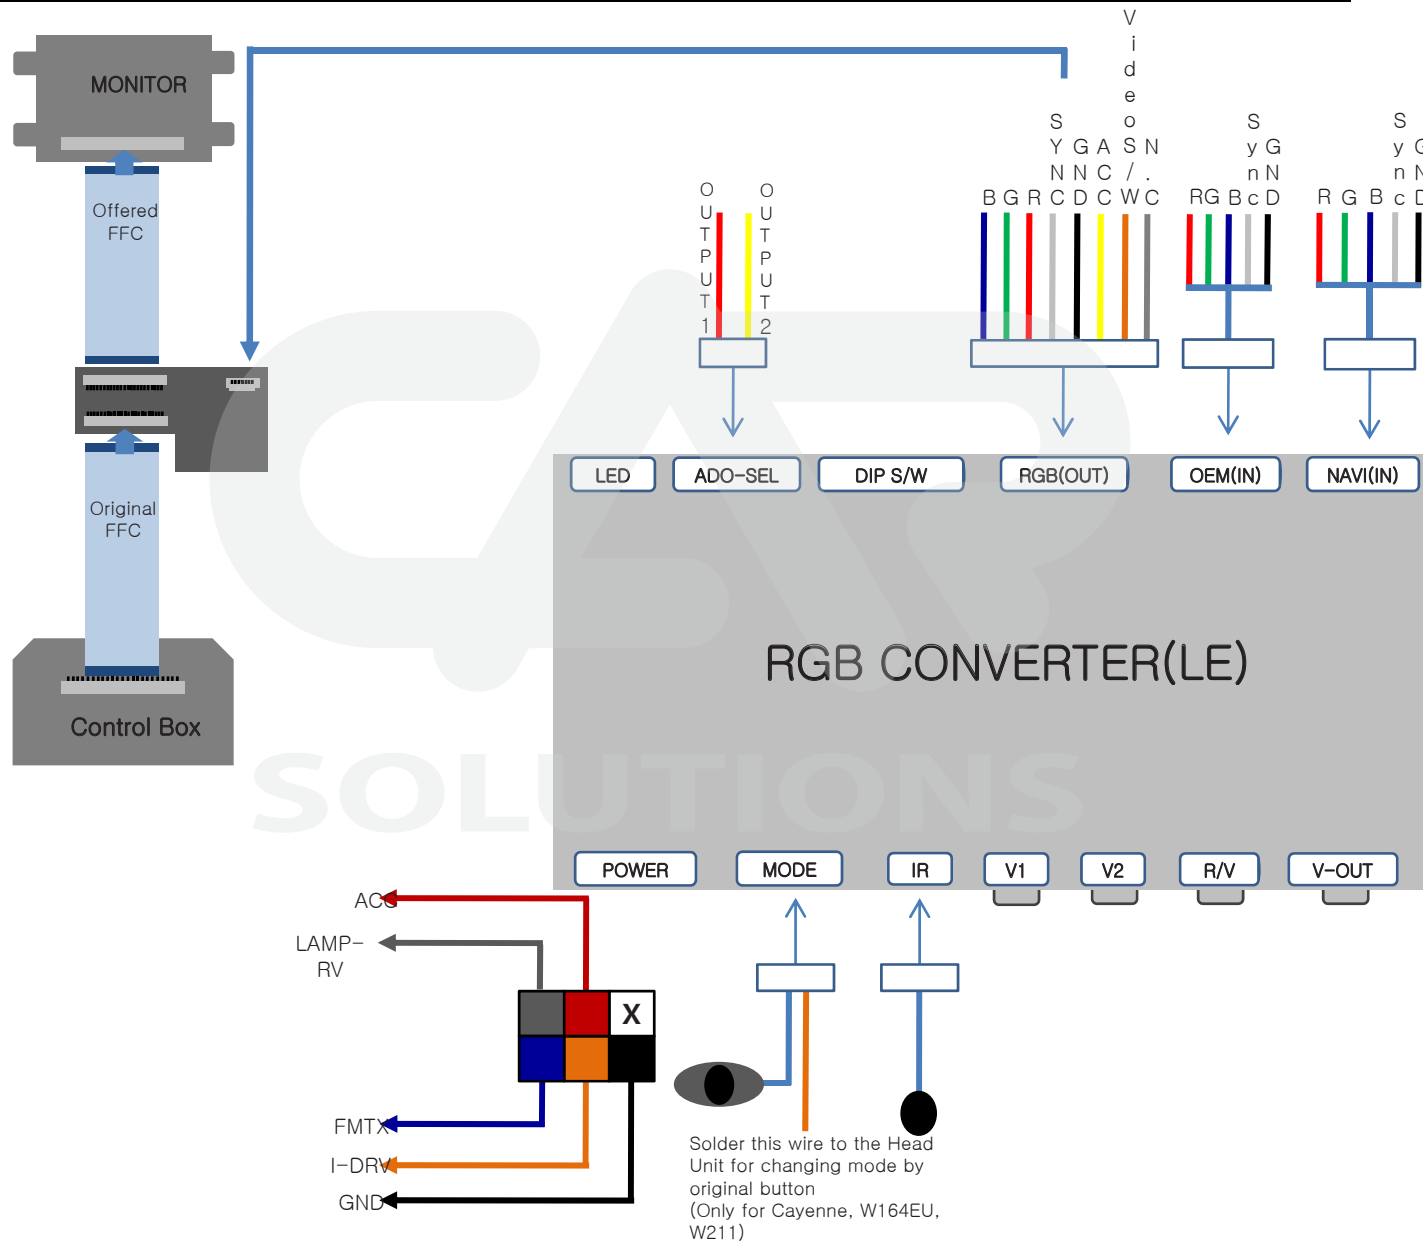 MONITOR
Offered
FFC
Original
FFC
Control Box
OUTPUT1
OUTPUT2
B
G
R
SYNC
GND
ACC
Video S/W
N.C
R
G
B
Sync
GND
R
G
B
Sync
GND
LED
ADO-SEL
DIP S/W
RGB(OUT)
OEM(IN)
NAVI(IN)
RGB CONVERTER(LE)
CAR
SOLUTIONS
POWER
MODE
IR
V1
V2
R/V
V-OUT
ACC
LAMP-
RV
X
FMTX
I-DRV
GND
Solder this wire to the Head
Unit for changing mode by
original button
(Only for Cayenne, W164EU,
W211)